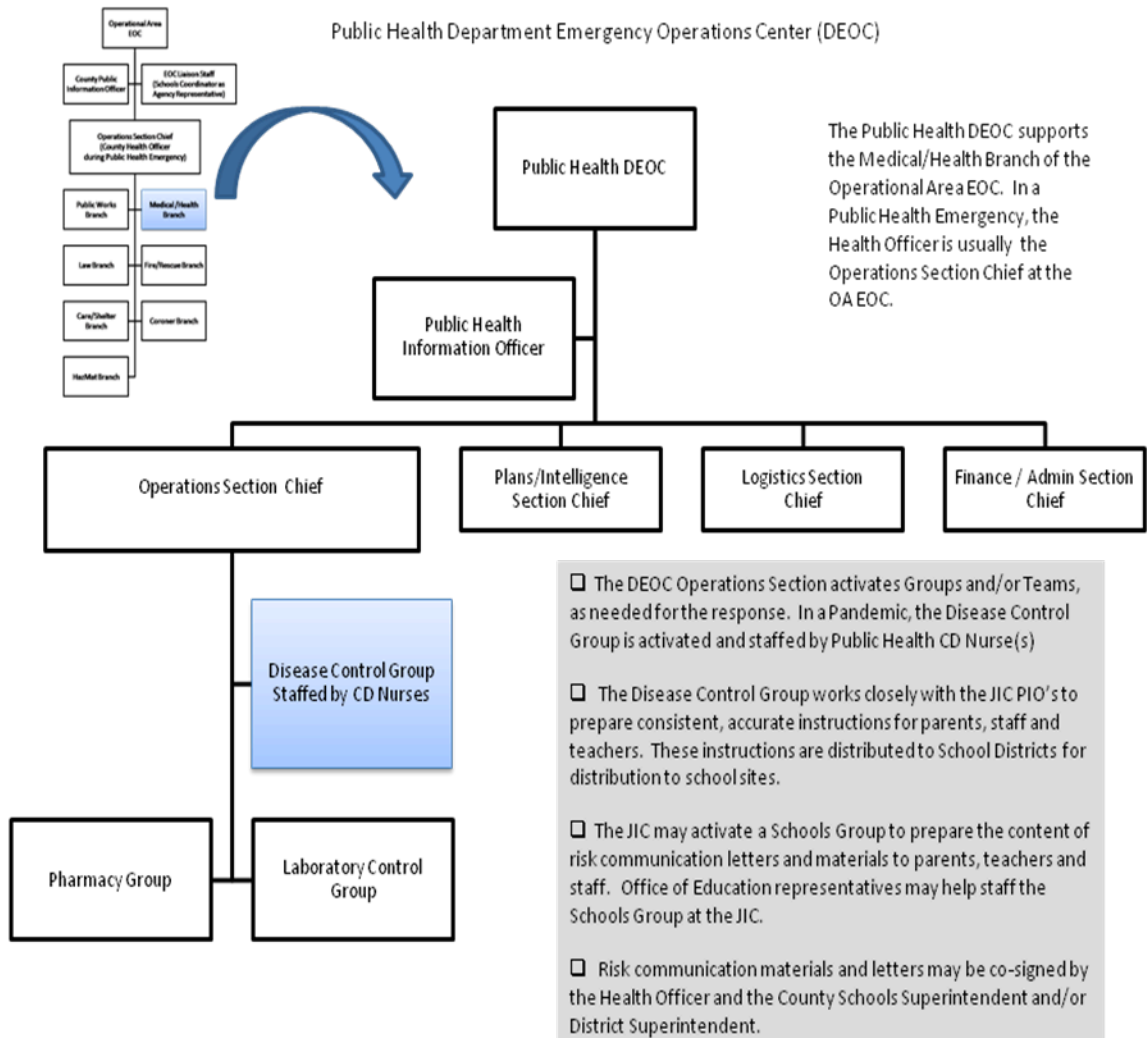 Public Health Department Emergency Operations Center (DEOC)
Operational Area
EOC
County Public
Information Officer
EOC Liaison Staff
(Schools Coordinator as
Agency Representative)
Operations Section Chief
(County Health Officer
during Public Health Emergency)
Public Works
Branch
Medical /Health
Branch
Law Branch
Fire/Rescue Branch
Care/Shelter
Branch
Coroner Branch
HazMat Branch
Public Health DEOC
The Public Health DEOC supports
the Medical/Health Branch of the
Operational Area EOC. In a
Public Health Emergency, the
Health Officer is usually the
Operations Section Chief at the
OA EOC.
Public Health
Information Officer
Operations Section Chief
Plans/Intelligence
Section Chief
Logistics Section
Chief
Finance / Admin Section
Chief
Disease Control Group
Staffed by CD Nurses
Pharmacy Group
Laboratory Control
Group
❑ The DEOC Operations Section activates Groups and/or Teams,
as needed for the response. In a Pandemic, the Disease Control
Group is activated and staffed by Public Health CD Nurse(s)
❑ The Disease Control Group works closely with the JIC PIO's to
prepare consistent, accurate instructions for parents, staff and
teachers. These instructions are distributed to School Districts for
distribution to school sites.
❑ The JIC may activate a Schools Group to prepare the content of
risk communication letters and materials to parents, teachers and
staff. Office of Education representatives may help staff the
Schools Group at the JIC.
❑ Risk communication materials and letters may be co-signed by
the Health Officer and the County Schools Superintendent and/or
District Superintendent.